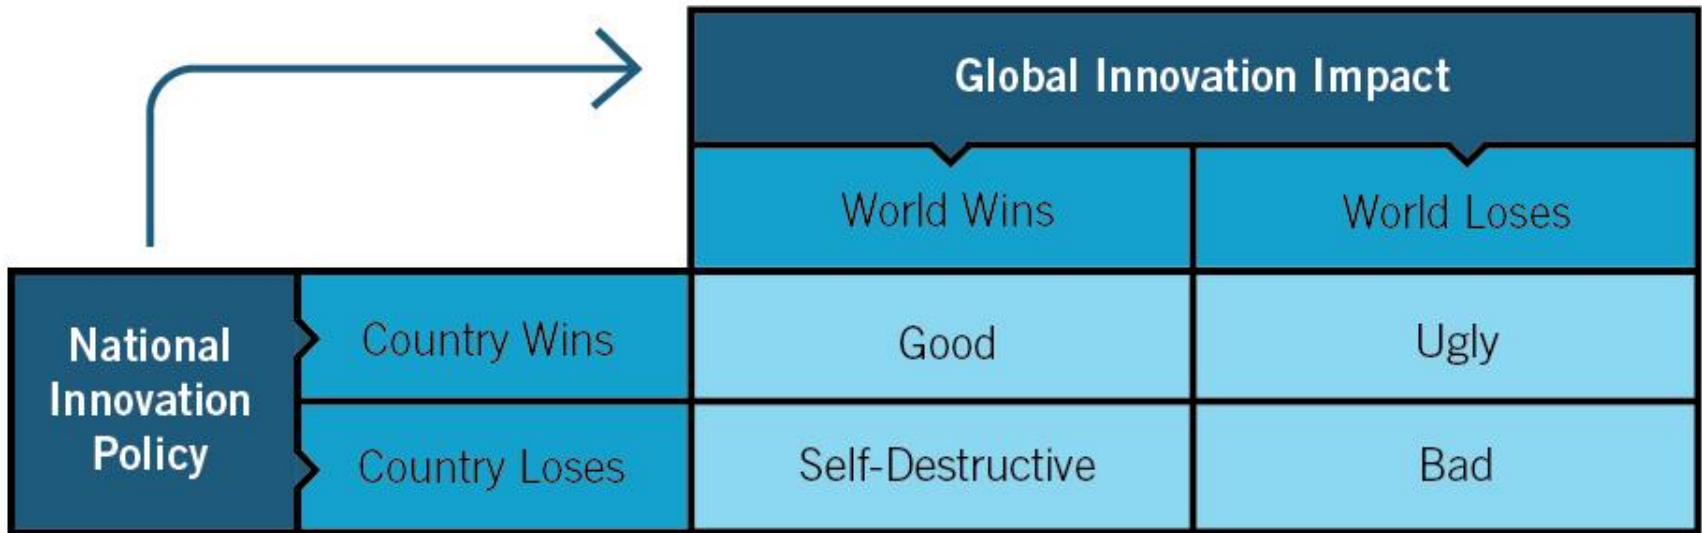 Global Innovation Impact
World Wins
World Loses
National
Innovation
Policy
Country Wins
Good
Ugly
Country Loses
Self-Destructive
Bad